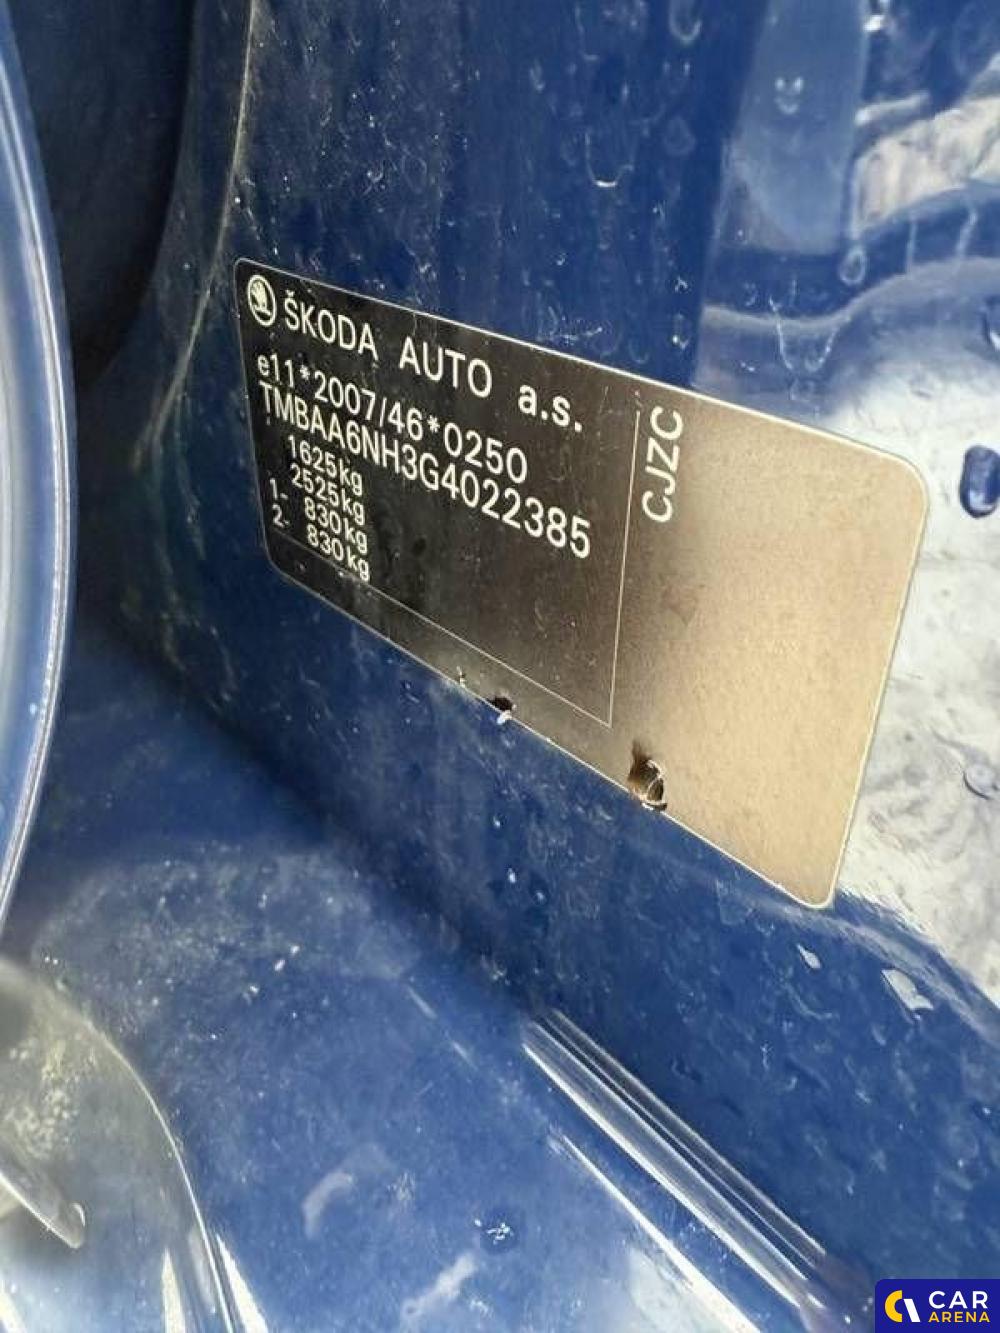 ŠKODA AUTO a.s.
e11*2007/46*0250
TMBAA6NH3G4022385
1625kg
2525kg
1- 830kg
2- 830kg
CJZC
CAR
ARENA